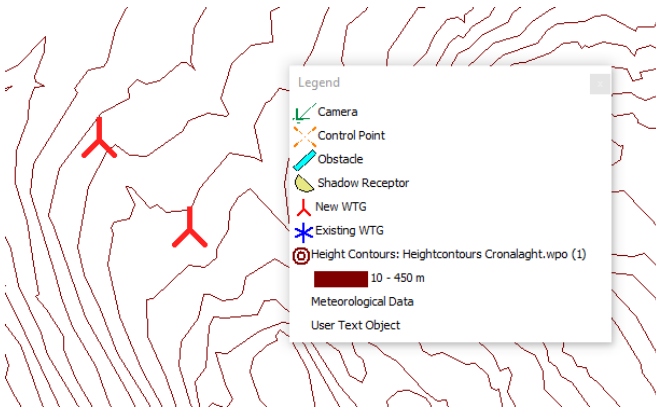 Legend
Camera
Control Point
Obstacle
Shadow Receptor
New WTG
Existing WTG
Height Contours: Heightcontours Cronalaght.wpo (1)
10 - 450 m
Meteorological Data
User Text Object